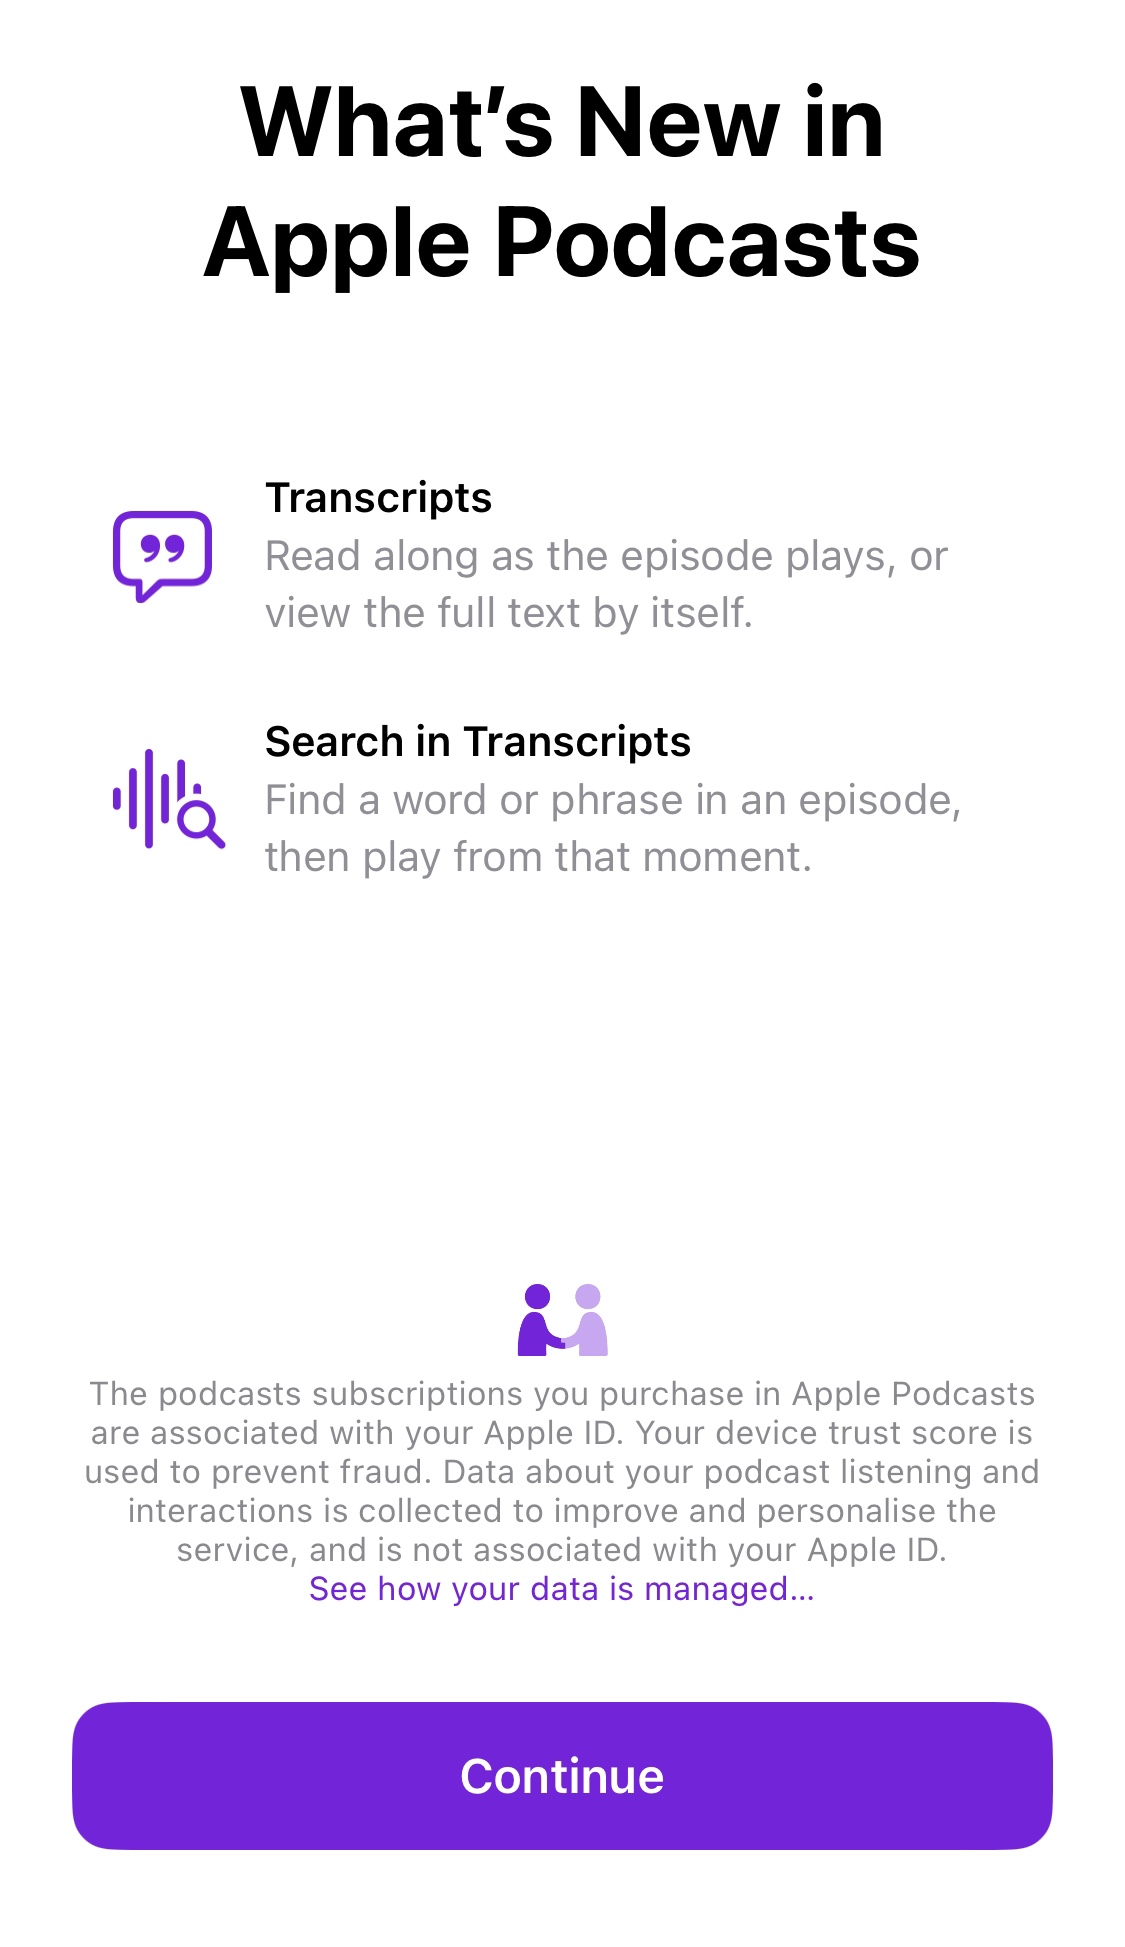 What’s New in
Apple Podcasts
Transcripts
Read along as the episode plays, or
view the full text by itself.
Search in Transcripts
Find a word or phrase in an episode,
then play from that moment.
The podcasts subscriptions you purchase in Apple Podcasts
are associated with your Apple ID. Your device trust score is
used to prevent fraud. Data about your podcast listening and
interactions is collected to improve and personalise the
service, and is not associated with your Apple ID.
See how your data is managed...
Continue